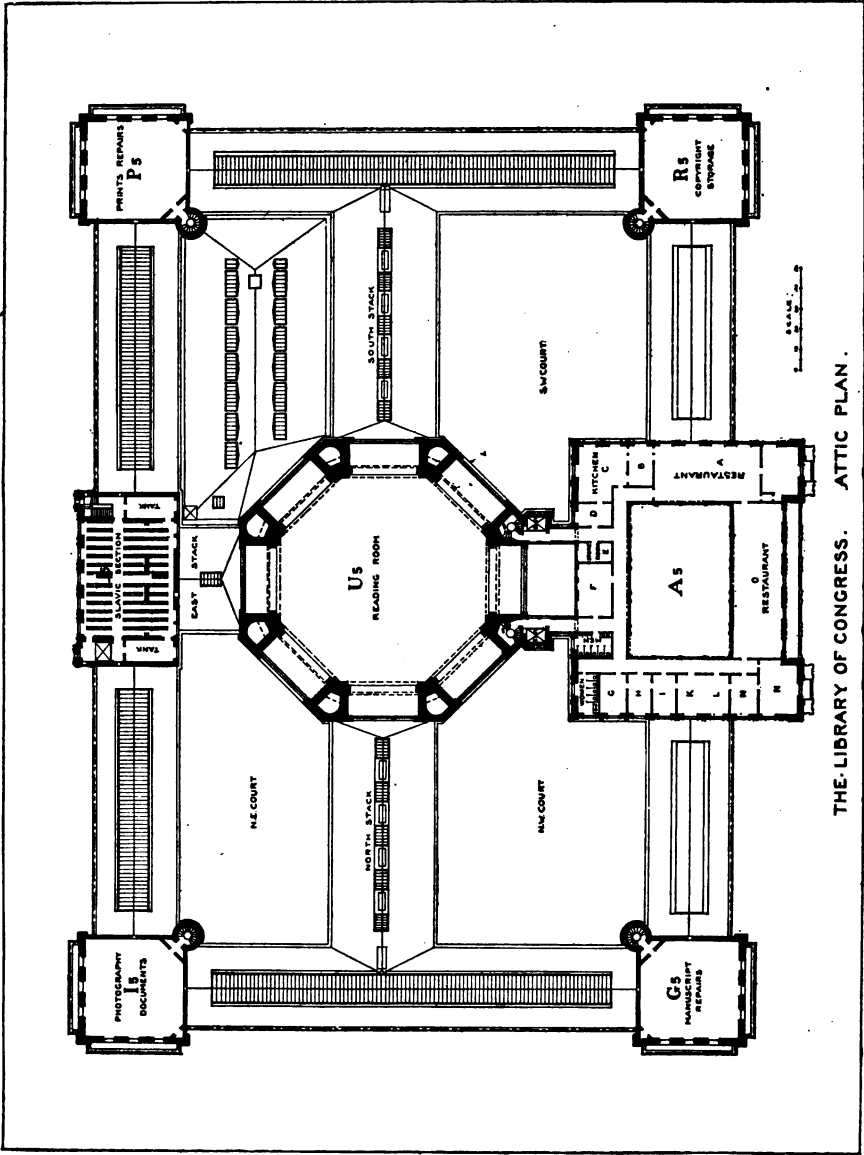 PHOTOGRAPHY
I5
DOCUMENTS
TANK
SLAVIC SECTION
TANK
PRINTS REPAIRS
P5
EAST STACK
N.E. COURT
NORTH STACK
U5
READING ROOM
SOUTH STACK
N.W. COURT
S.W. COURT
WOMEN
MEN
F
E
D
KITCHEN
C
G
H
I
K
L
M
N
B
A
RESTAURANT
A5
O
RESTAURANT
G5
MANUSCRIPT
REPAIRS
R5
COPYRIGHT
STORAGE
SCALE:
THE LIBRARY OF CONGRESS. ATTIC PLAN.